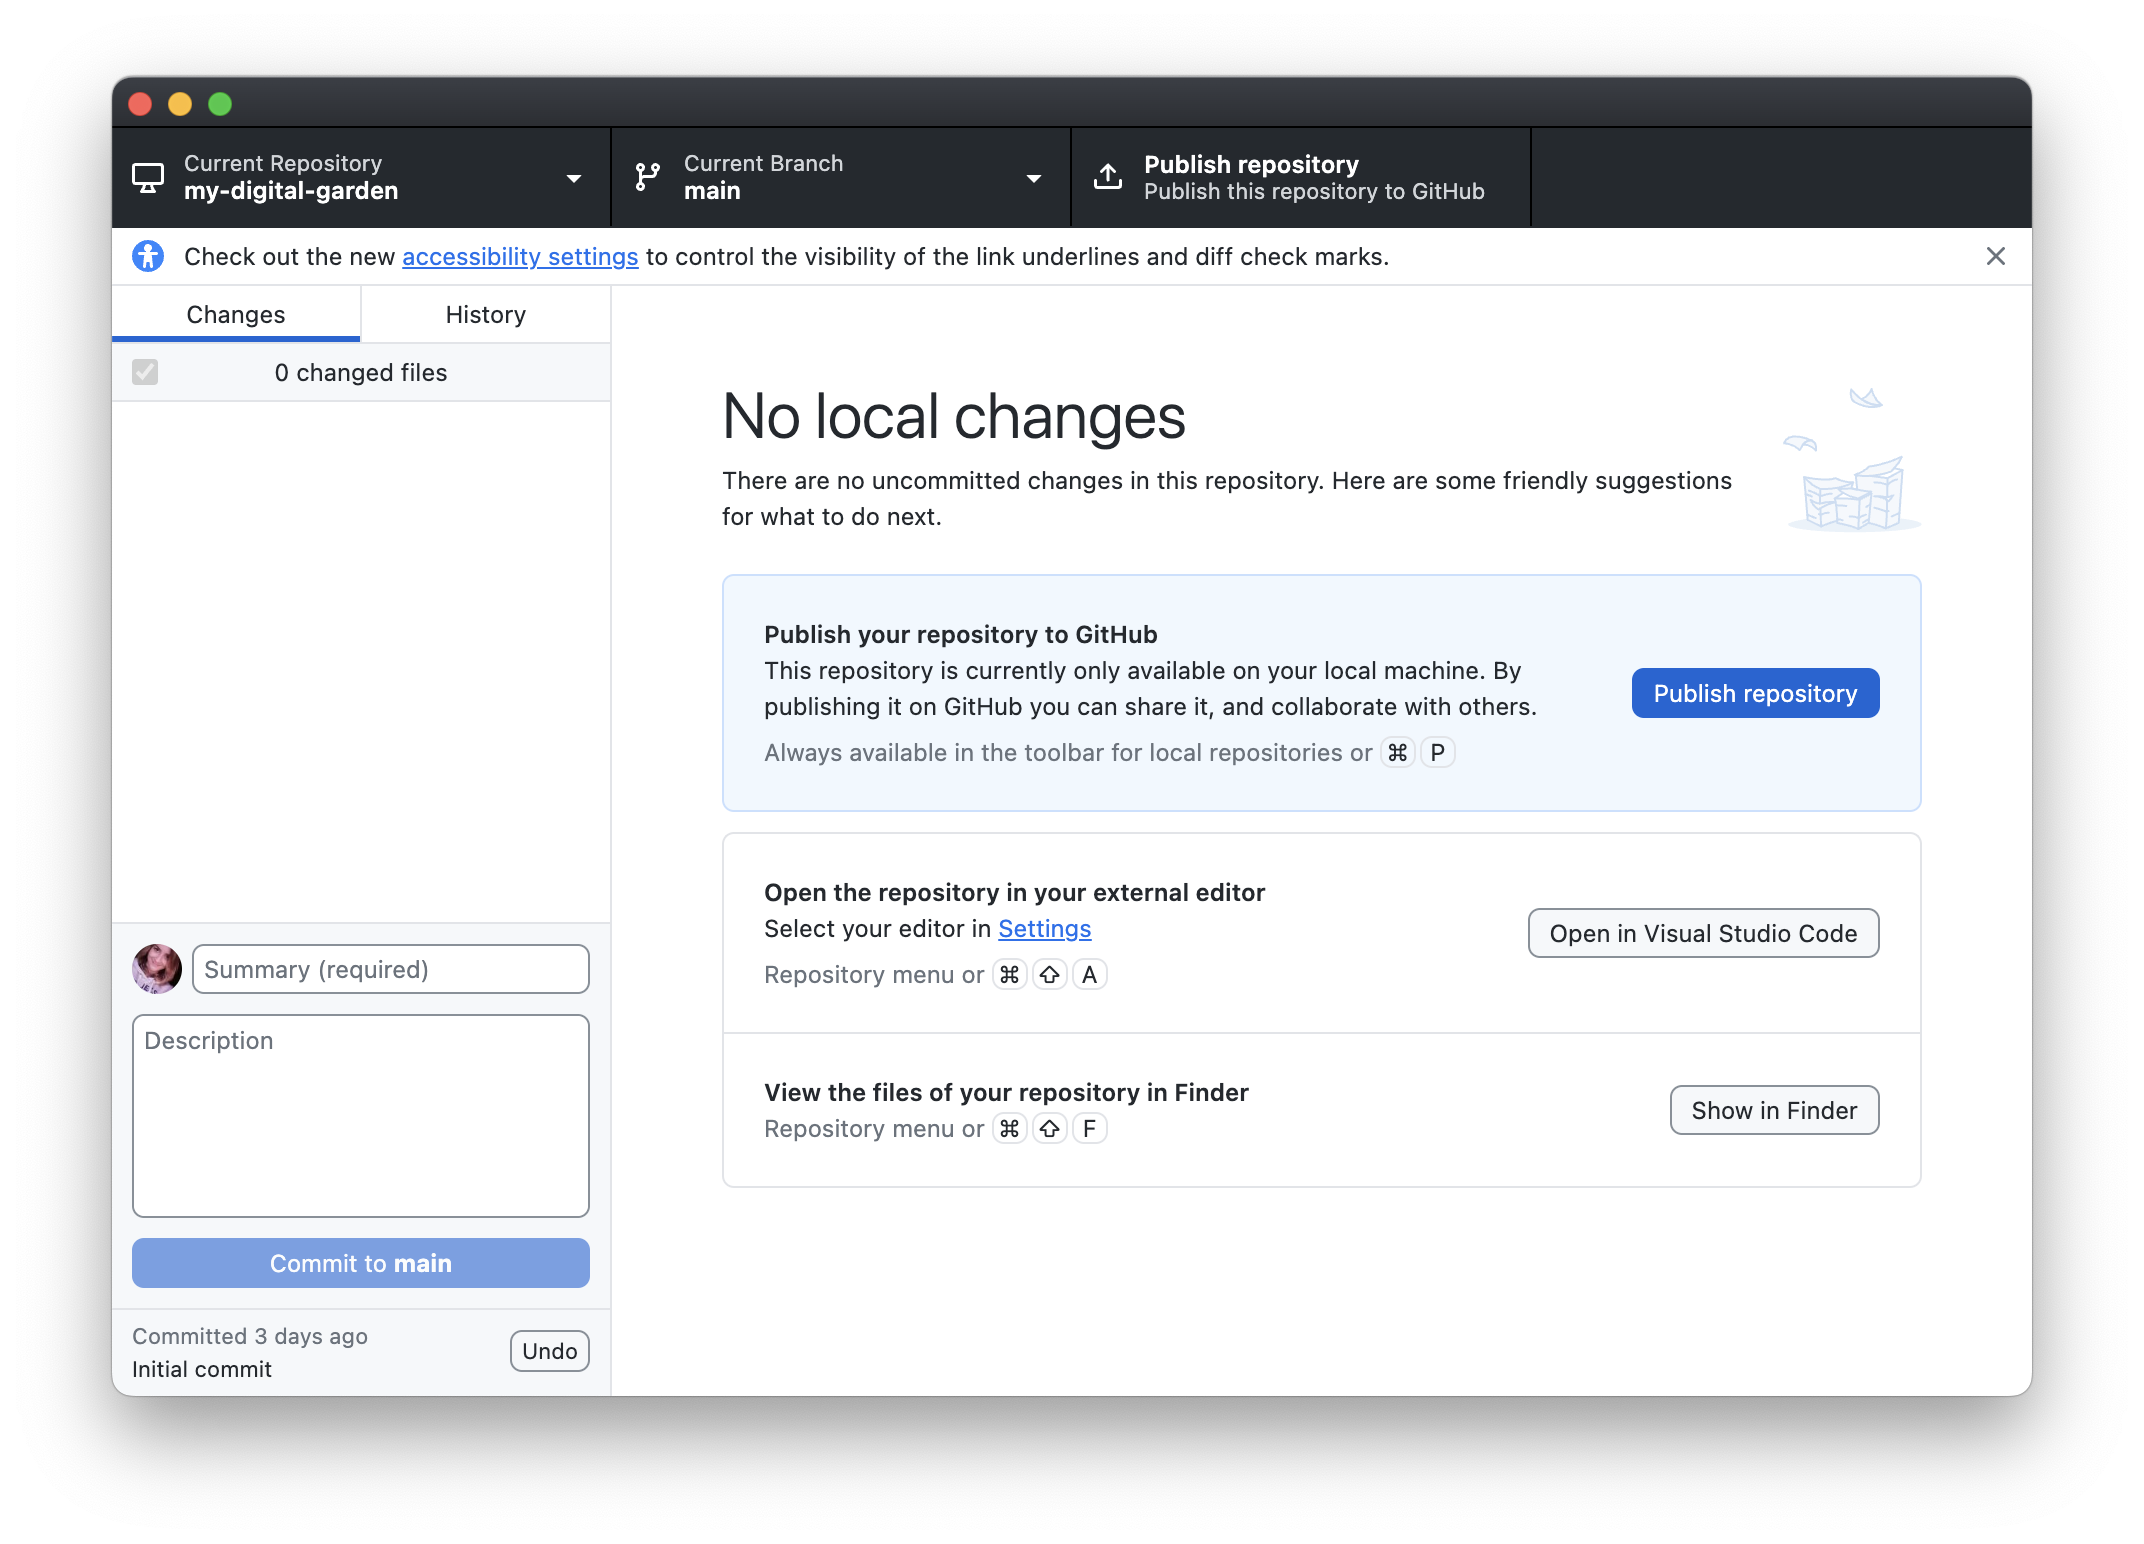 Current Repository
my-digital-garden
Current Branch
main
Publish repository
Publish this repository to GitHub
Check out the new accessibility settings to control the visibility of the link underlines and diff check marks.
Changes
History
0 changed files
No local changes
There are no uncommitted changes in this repository. Here are some friendly suggestions
for what to do next.
Publish your repository to GitHub
This repository is currently only available on your local machine. By
publishing it on GitHub you can share it, and collaborate with others.
Always available in the toolbar for local repositories or ⌘ P
Publish repository
Open the repository in your external editor
Select your editor in Settings
Repository menu or ⌘ ⇧ A
Open in Visual Studio Code
View the files of your repository in Finder
Repository menu or ⌘ ⇧ F
Show in Finder
Summary (required)
Description
Commit to main
Committed 3 days ago
Initial commit
Undo